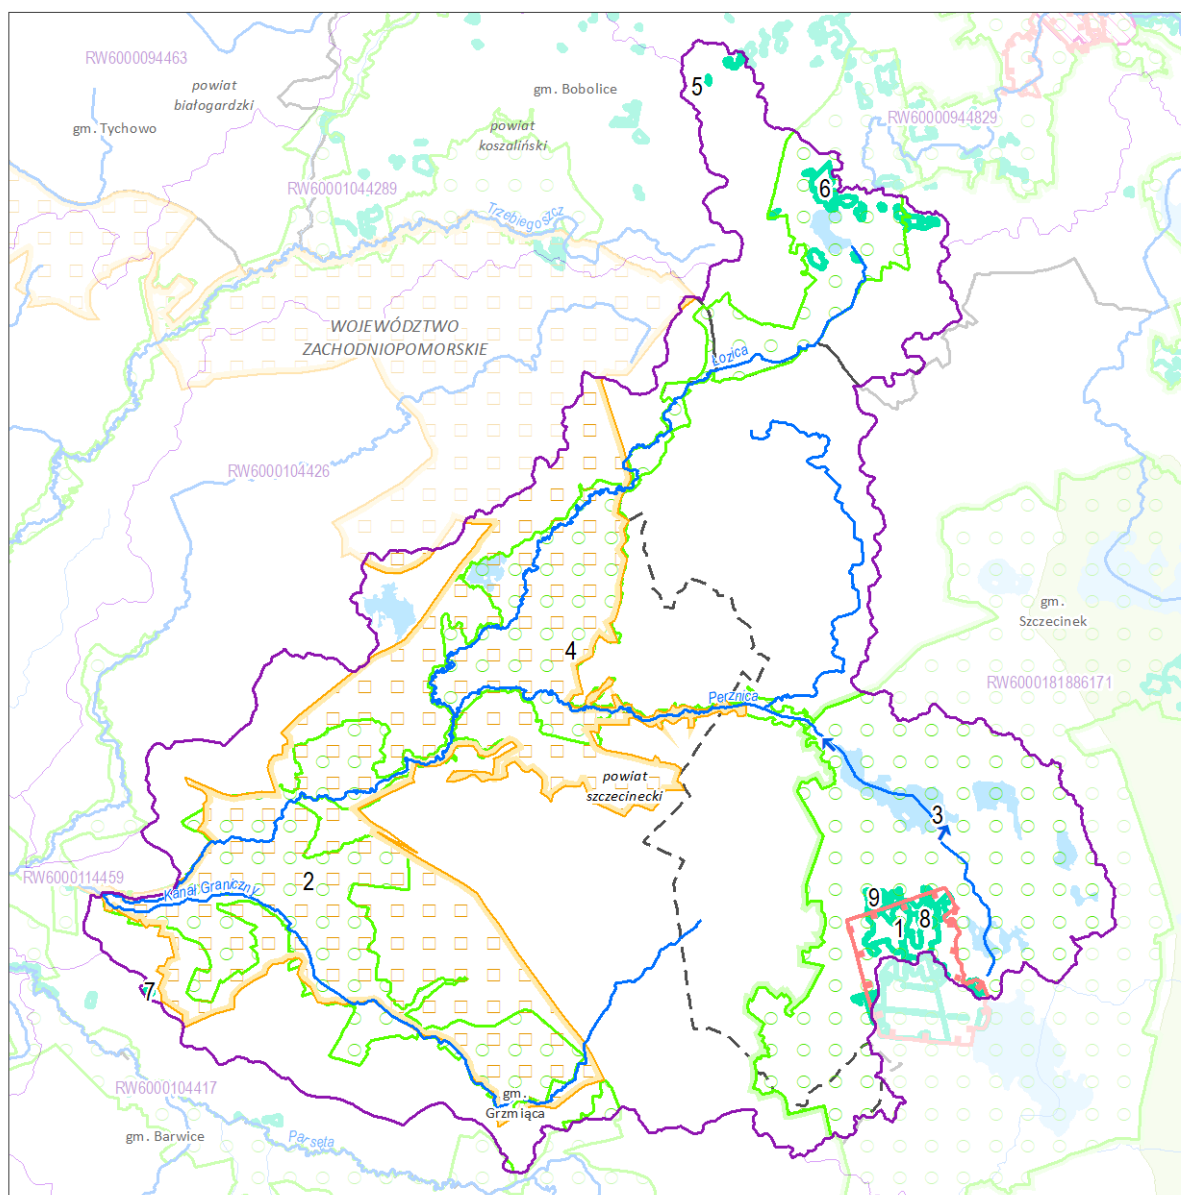 RW6000094463
powiat
białogardzki
gm. Tychowo
gm. Bobolice
powiat
koszaliński
RW60000944829
5
6
RW60001044289
Trzebiegoszcz
WOJEWÓDZTWO
ZACHODNIOPOMORSKIE
Łozica
RW6000104426
gm.
Szczecinek
4
RW6000181886171
Perznica
powiat
szczecinecki
3
RW6000114459
Kanał Graniczny
2
9
1
8
7
RW6000104417
gm.
Grzmiąca
gm. Barwice
Parsęta